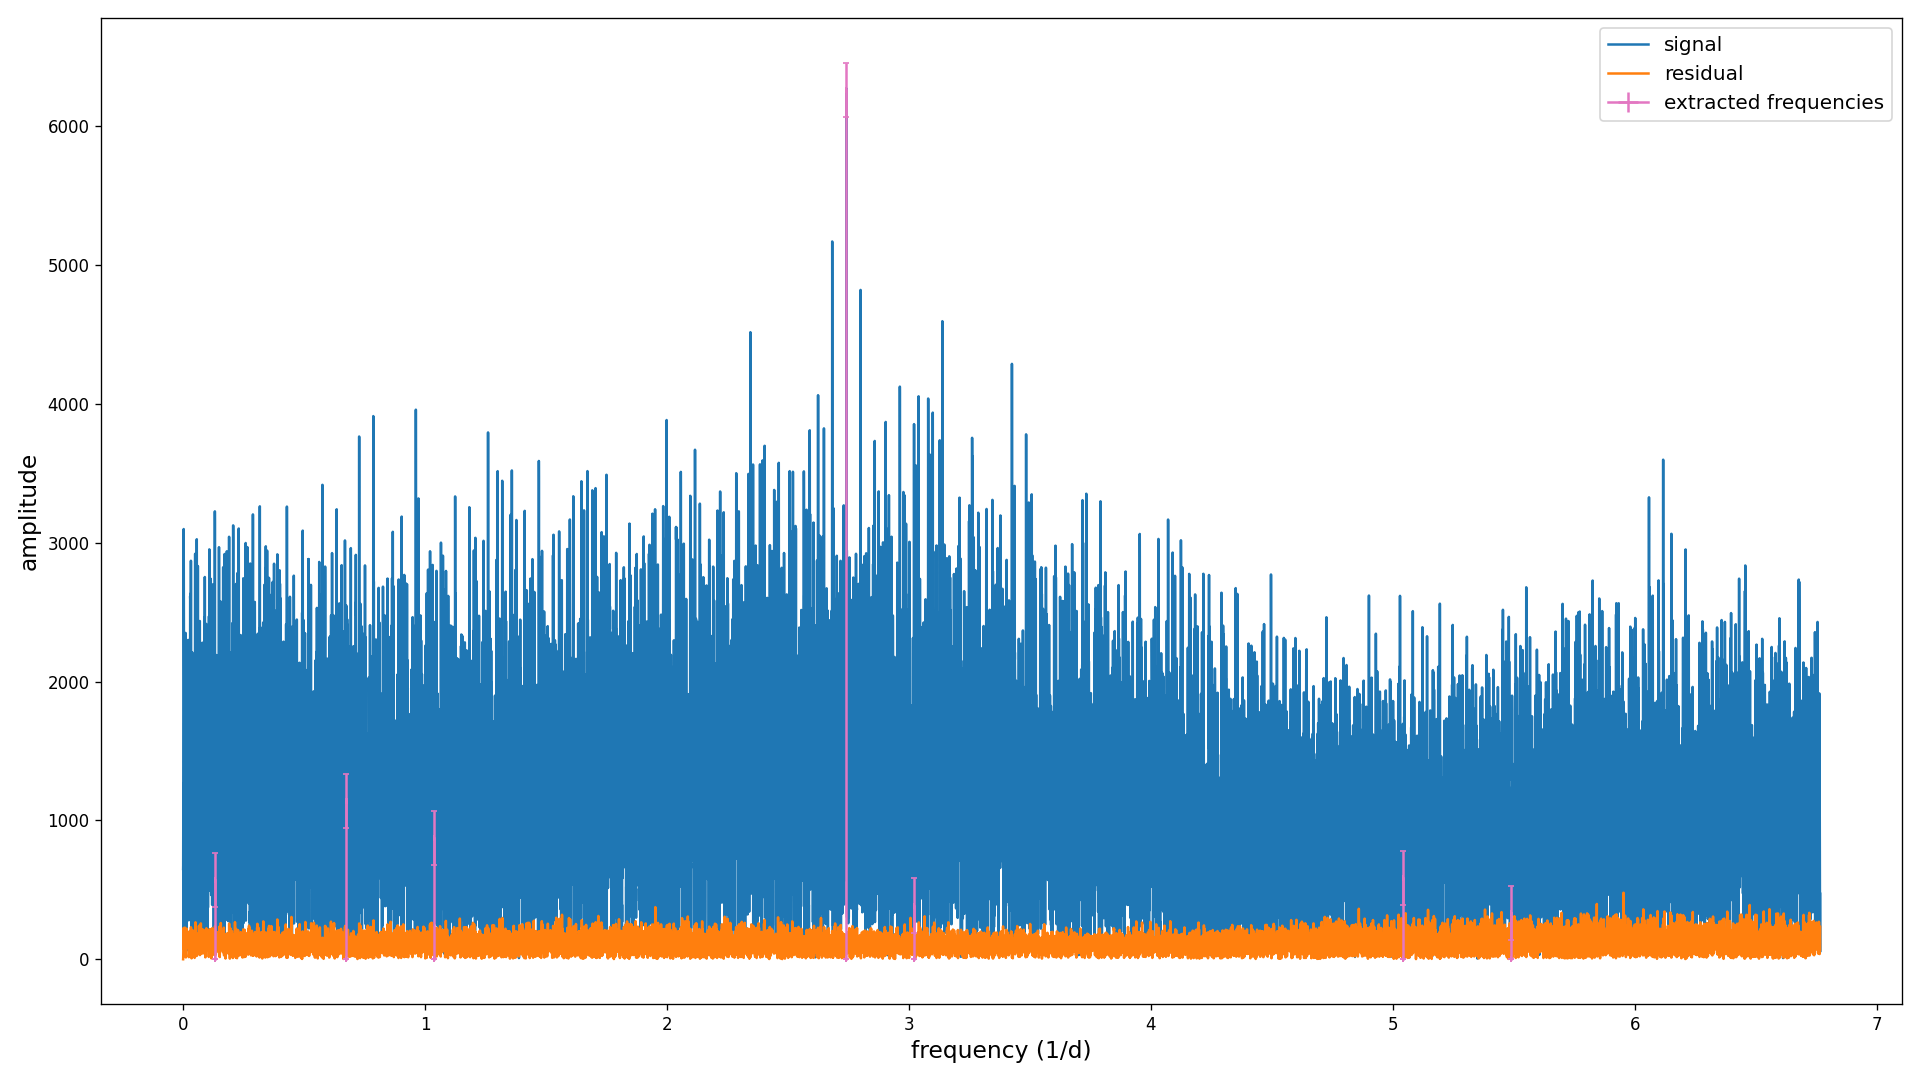 signal
residual
extracted frequencies
6000
5000
4000
3000
2000
1000
0
amplitude
0 1 2 3 4 5 6 7
frequency (1/d)